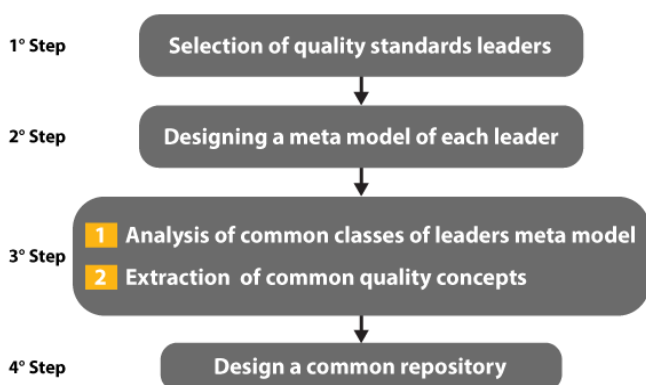 1° Step
Selection of quality standards leaders
2° Step
Designing a meta model of each leader
3° Step
1 Analysis of common classes of leaders meta model
2 Extraction of common quality concepts
4° Step
Design a common repository